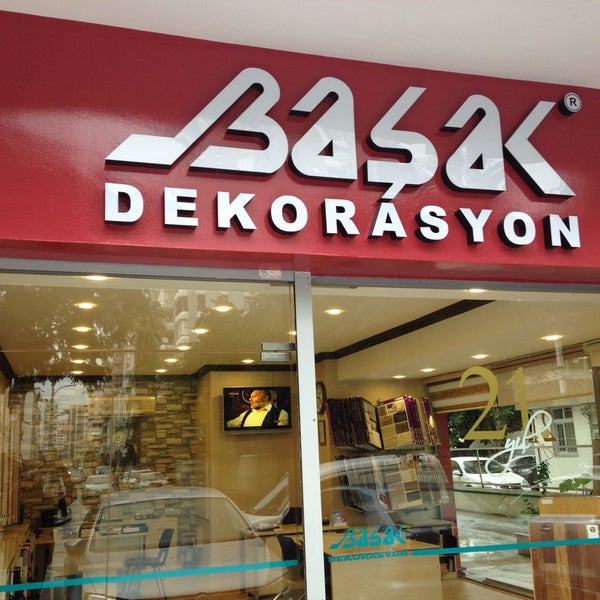 BAŞAK ®
DEKORASYON
21. yıl
BAŞAK
DEKORASYON